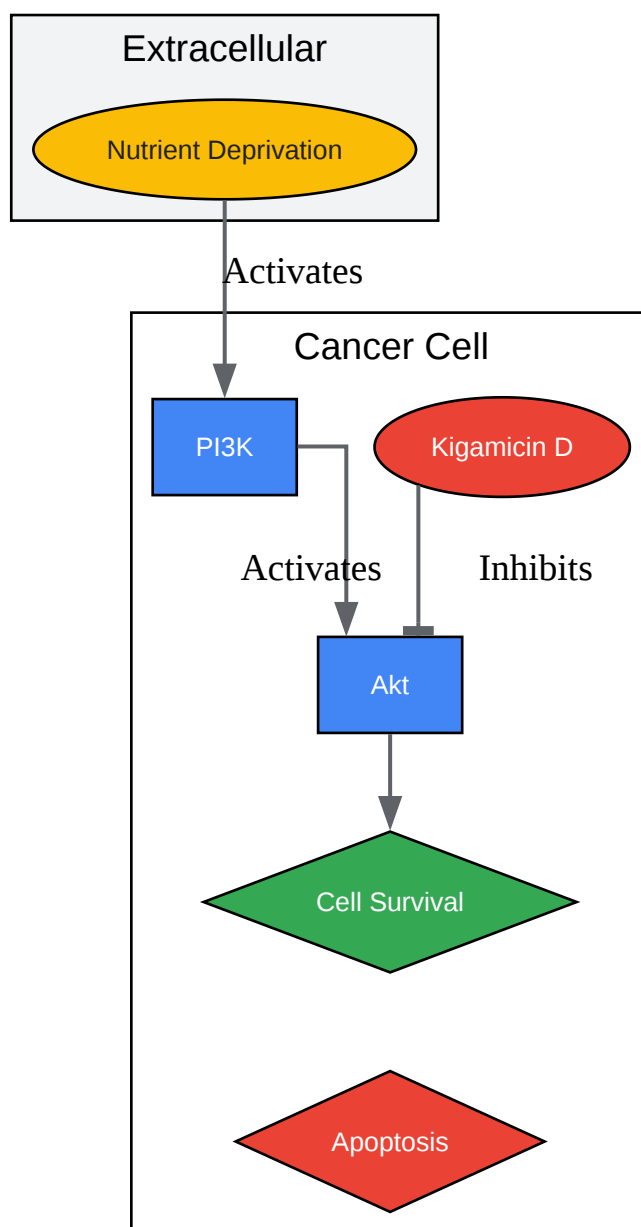 Extracellular
Nutrient Deprivation
Activates
Cancer Cell
PI3K
Kigamicin D
Activates
Inhibits
Akt
Cell Survival
Apoptosis